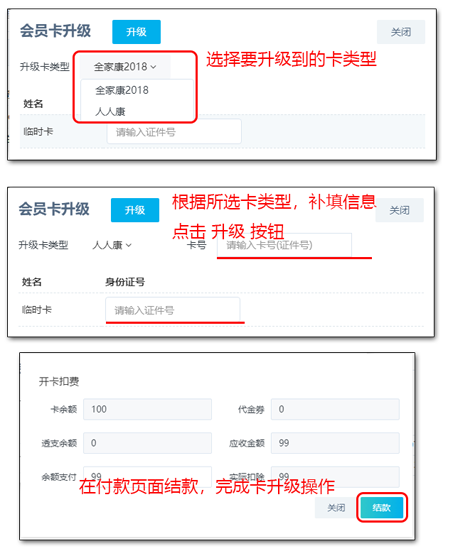 会员卡升级 升级 关闭
升级卡类型 全家康2018 选择要升级到的卡类型
全家康2018
姓名 人人康
临时卡 请输入证件号
会员卡升级 升级 根据所选卡类型，补填信息 关闭
点击 升级 按钮
升级卡类型 人人康 卡号 请输入卡号(证件号)
姓名 身份证号
临时卡 请输入证件号
开卡扣费
卡余额 100 代金券 0
透支余额 0 应收金额 99
余额支付 99 实际扣除 99
在付款页面结款，完成卡升级操作
关闭 结款